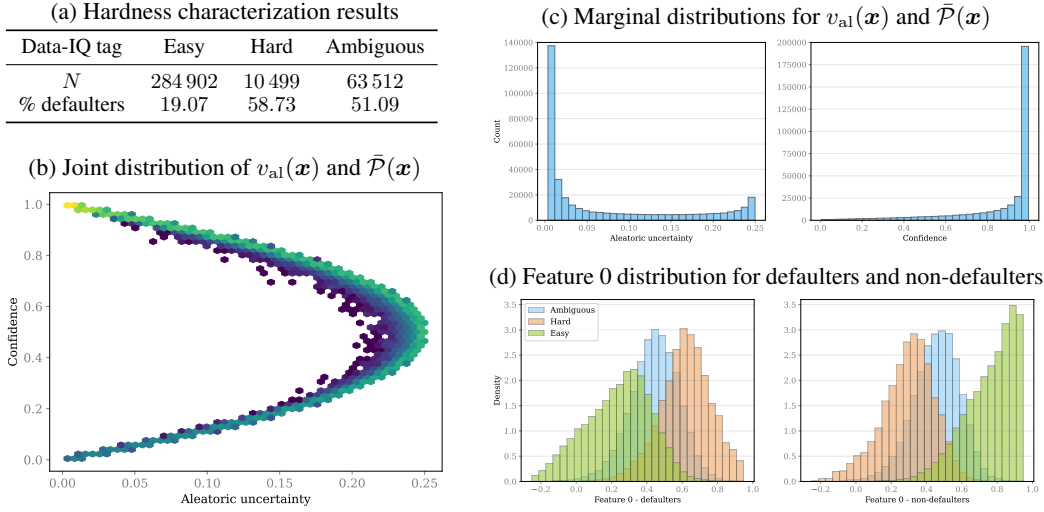 (a) Hardness characterization results
Data-IQ tag Easy Hard Ambiguous
N 284 902 10 499 63 512
% defaulters 19.07 58.73 51.09
(b) Joint distribution of v_al(x) and P̄(x)
1.0
0.8
0.6
0.4
0.2
0.0
Confidence
0.00 0.05 0.10 0.15 0.20 0.25
Aleatoric uncertainty
(c) Marginal distributions for v_al(x) and P̄(x)
140000
120000
100000
80000
60000
40000
20000
0
Count
0.00 0.05 0.10 0.15 0.20 0.25
Aleatoric uncertainty
200000
175000
150000
125000
100000
75000
50000
25000
0
0.0 0.2 0.4 0.6 0.8 1.0
Confidence
(d) Feature 0 distribution for defaulters and non-defaulters
3.5
3.0
2.5
2.0
1.5
1.0
0.5
0.0
Density
Ambiguous
Hard
Easy
−0.2 0.0 0.2 0.4 0.6 0.8 1.0
Feature 0 - defaulters
3.5
3.0
2.5
2.0
1.5
1.0
0.5
0.0
−0.2 0.0 0.2 0.4 0.6 0.8 1.0
Feature 0 - non-defaulters